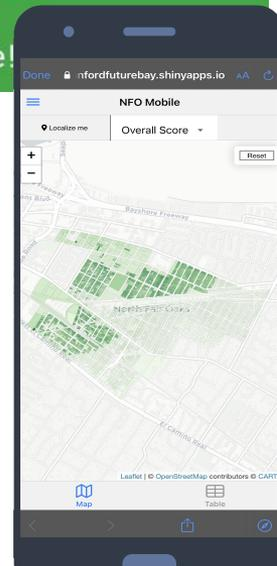 e!
Done nfordfuturebay.shinyapps.io AA
NFO Mobile
Localize me Overall Score
+ Reset
−
Bayshore Freeway
North Fair Oaks
El Camino Real
Leaflet | © OpenStreetMap contributors © CART
Map Table